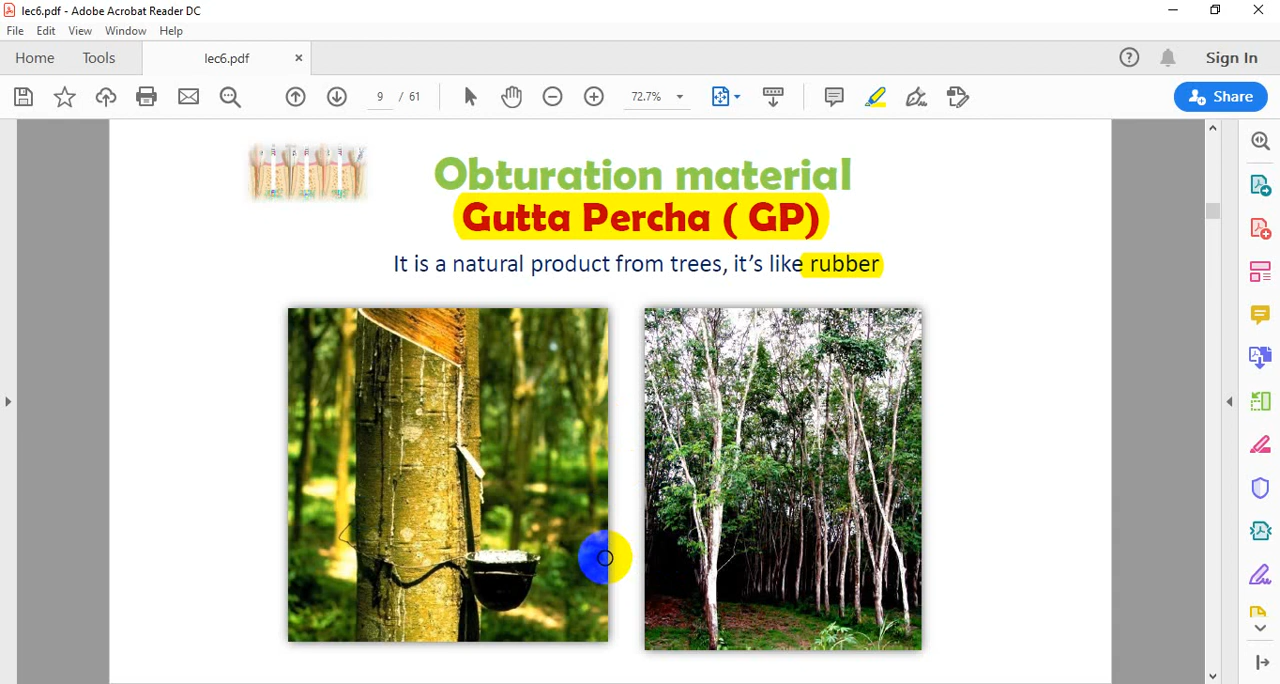 lec6.pdf - Adobe Acrobat Reader DC
File Edit View Window Help
Home Tools lec6.pdf Sign In
9 / 61 72.7% Share
Obturation material
Gutta Percha ( GP)
It is a natural product from trees, it’s like rubber